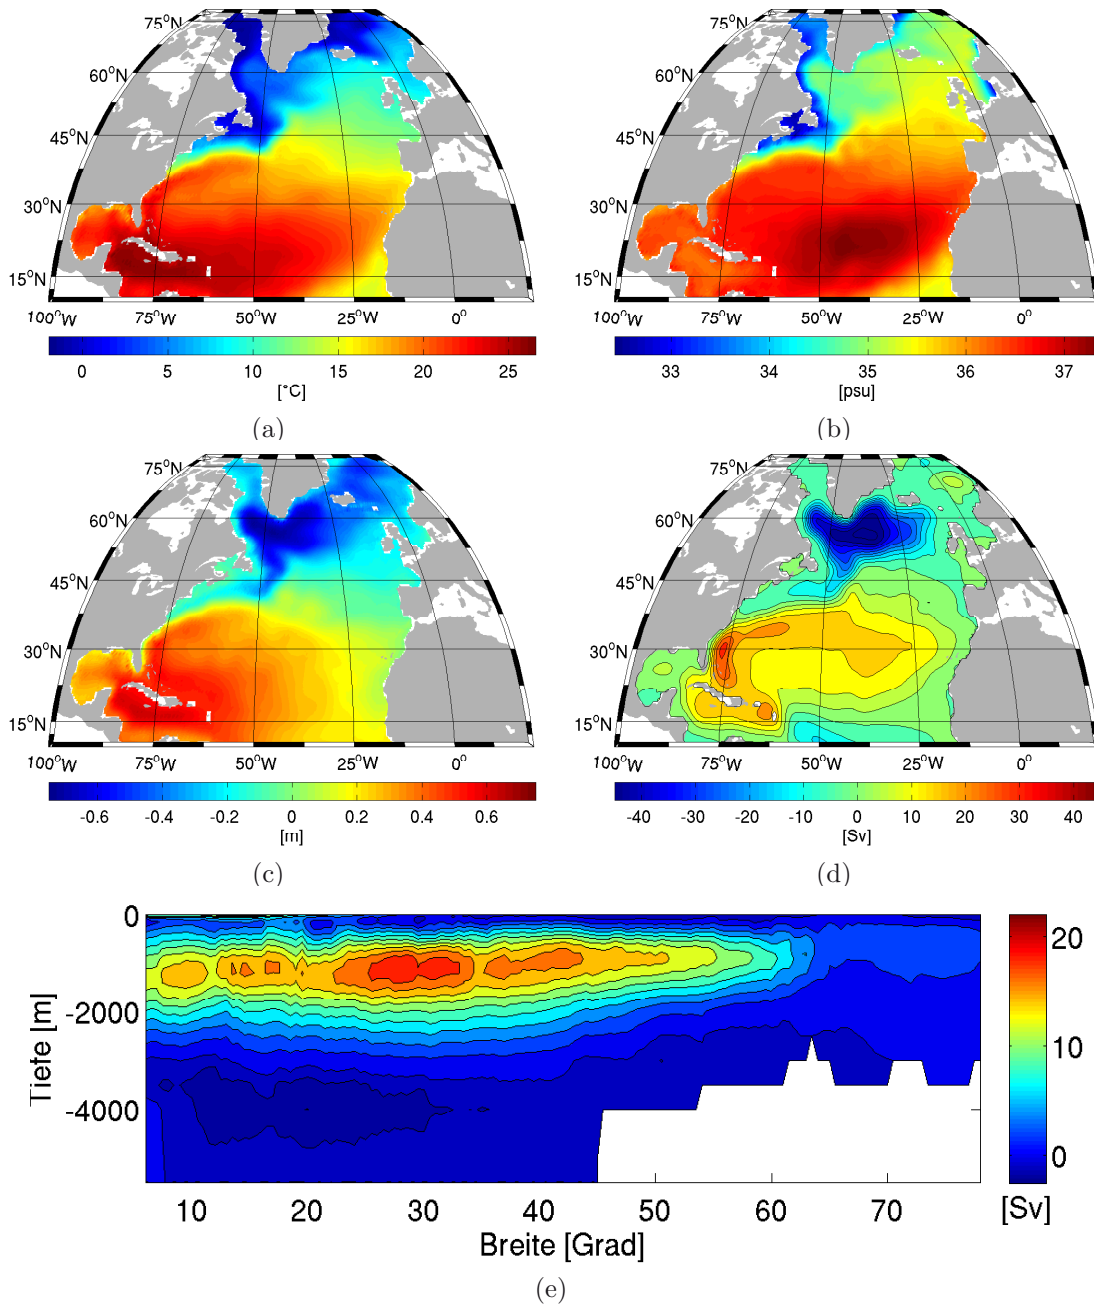 75°N 75°N
60°N 60°N
45°N 45°N
30°N 30°N
15°N 15°N
100°W 75°W 50°W 25°W 0° 100°W 75°W 50°W 25°W 0°
0 5 10 15 20 25 33 34 35 36 37
[°C] [psu]
(a) (b)
75°N 75°N
60°N 60°N
45°N 45°N
30°N 30°N
15°N 15°N
100°W 75°W 50°W 25°W 0° 100°W 75°W 50°W 25°W 0°
-0.6 -0.4 -0.2 0 0.2 0.4 0.6 -40 -30 -20 -10 0 10 20 30 40
[m] [Sv]
(c) (d)
0
-2000
-4000
Tiefe [m]
10 20 30 40 50 60 70
Breite [Grad]
20
10
0
[Sv]
(e)